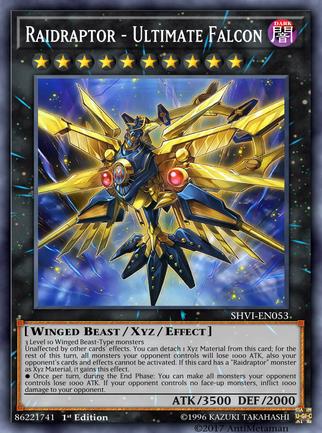 RAIDRAPTOR - ULTIMATE FALCON
DARK
闇
SHVI-EN053
[WINGED BEAST/XYZ/EFFECT]
3 Level 10 Winged Beast-Type monsters
Unaffected by other cards' effects. You can detach 1 Xyz Material from this card; for the
rest of this turn, all monsters your opponent controls will lose 1000 ATK, also your
opponent's cards and effects cannot be activated. If this card has a "Raidraptor" monster
as Xyz Material, it gains this effect.
● Once per turn, during the End Phase: You can make all monsters your opponent
controls lose 1000 ATK. If your opponent controls no face-up monsters, inflict 1000
damage to your opponent.
ATK/3500 DEF/2000
86221741 1st Edition ©1996 KAZUKI TAKAHASHI
©2017 AntiMetaman